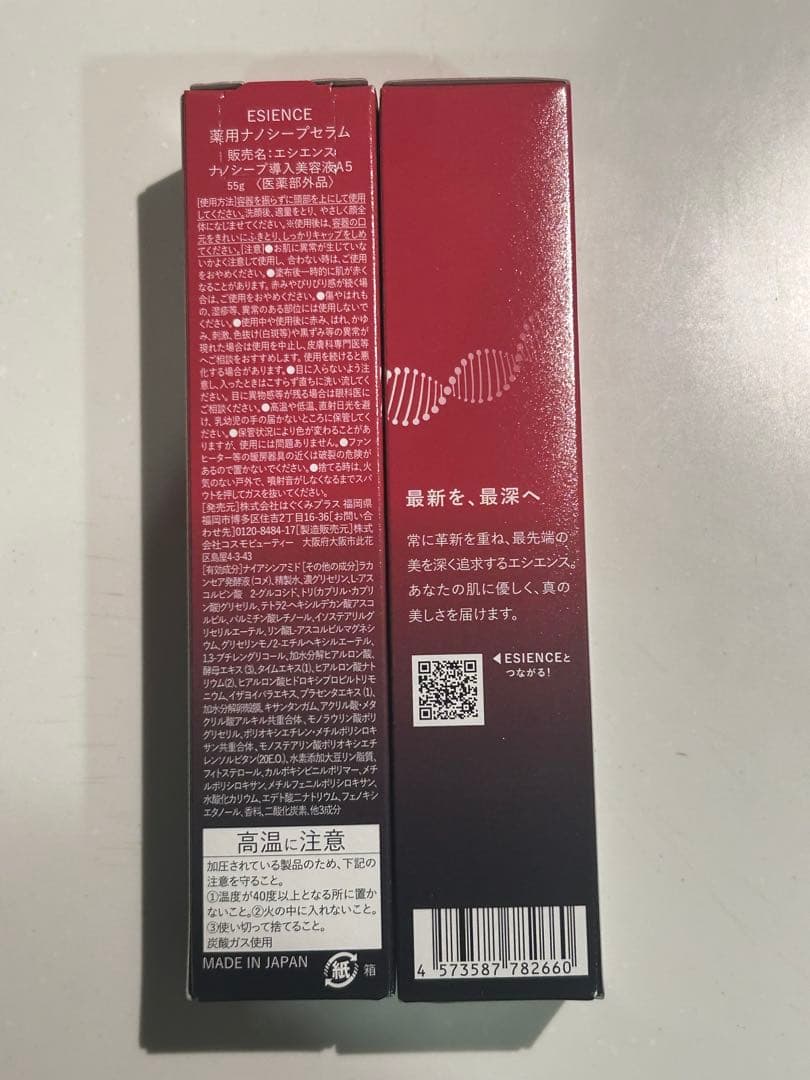 ESIENCE
薬用ナノシーブセラム
販売名:エシエンス
ナノシーブ導入美容液A5
55g 〈医薬部外品〉
[使用方法]容器を振らずに頭部を上にして使用
してください。洗顔後、適量をとり、やさしく顔全
体になじませてください。※使用後は、容器の口
元をきれいにふきとり、しっかりキャップをしめ
てください。[注意]●お肌に異常が生じていな
いかよく注意して使用し、合わない時は、ご使用
をおやめください。●塗布後一時的に肌が赤く
なることがあります。赤みやぴりぴり感が続く場
合は、ご使用をおやめください。●傷やはれも
の、湿疹等、異常のある部位には使用しないで
ください。●使用中や使用後に赤み、はれ、かゆ
み、刺激、色抜け(白斑等)や黒ずみ等の異常が
現れた場合は使用を中止し、皮膚科専門医等
へご相談をおすすめします。使用を続けると悪
化する場合があります。●目に入らないよう注
意し、入ったときはこすらず直ちに洗い流してく
ださい。目に異物感等が残る場合は眼科医に
ご相談ください。●高温や低温、直射日光を避
け、乳幼児の手の届かないところに保管してく
ださい。●保管状況により色が変わることがあ
りますが、使用には問題ありません。●ファン
ヒーター等の暖房器具の近くは破裂の危険が
あるので置かないでください。●捨てる時は、火
気のない戸外で、噴射音がしなくなるまでスパ
ウトを押してガスを抜いてください。
[発売元]株式会社はぐくみプラス 福岡県
福岡市博多区住吉2丁目16-36[お問い合
わせ先]0120-8484-17[製造販売元]株式
会社コスモビューティー 大阪府大阪市此花
区島屋4-3-43
[有効成分]ナイアシンアミド[その他の成分]ラカ
ンセア発酵液(コメ)、精製水、濃グリセリン、L-アス
コルビン酸 2-グルコシド、トリ(カプリル・カプリ
ン酸)グリセリル、テトラ2-ヘキシルデカン酸アスコ
ルビル、パルミチン酸レチノール、イソステアリルグ
リセリルエーテル、リン酸L-アスコルビルマグネシ
ウム、グリセリンモノ2-エチルヘキシルエーテル、
1,3-ブチレングリコール、加水分解ヒアルロン酸、
酵母エキス(3)、タイムエキス(1)、ヒアルロン酸ナト
リウム(2)、ヒアルロン酸ヒドロキシプロピルトリモ
ニウム、イザヨイバラエキス、プラセンタエキス(1)、
加水分解卵殻膜、キサンタンガム、アクリル酸・メタ
クリル酸アルキル共重合体、モノラウリン酸ポリ
グリセリル、ポリオキシエチレン・メチルポリシロキ
サン共重合体、モノステアリン酸ポリオキシエチ
レンソルビタン(20E.O.)、水素添加大豆リン脂質、
フィトステロール、カルボキシビニルポリマー、メチ
ルポリシロキサン、メチルフェニルポリシロキサン、
水酸化カリウム、エデト酸二ナトリウム、フェノキシ
エタノール、香料、二酸化炭素、他3成分
高温に注意
加圧されている製品のため、下記の
注意を守ること。
①温度が40度以上となる所に置か
ないこと。②火の中に入れないこと。
③使い切って捨てること。
炭酸ガス使用
MADE IN JAPAN
紙 箱
最新を、最深へ
常に革新を重ね、最先端の
美を深く追求するエシエンス。
あなたの肌に優しく、真の
美しさを届けます。
◀ESIENCEと
つながる!
4 573587 782660